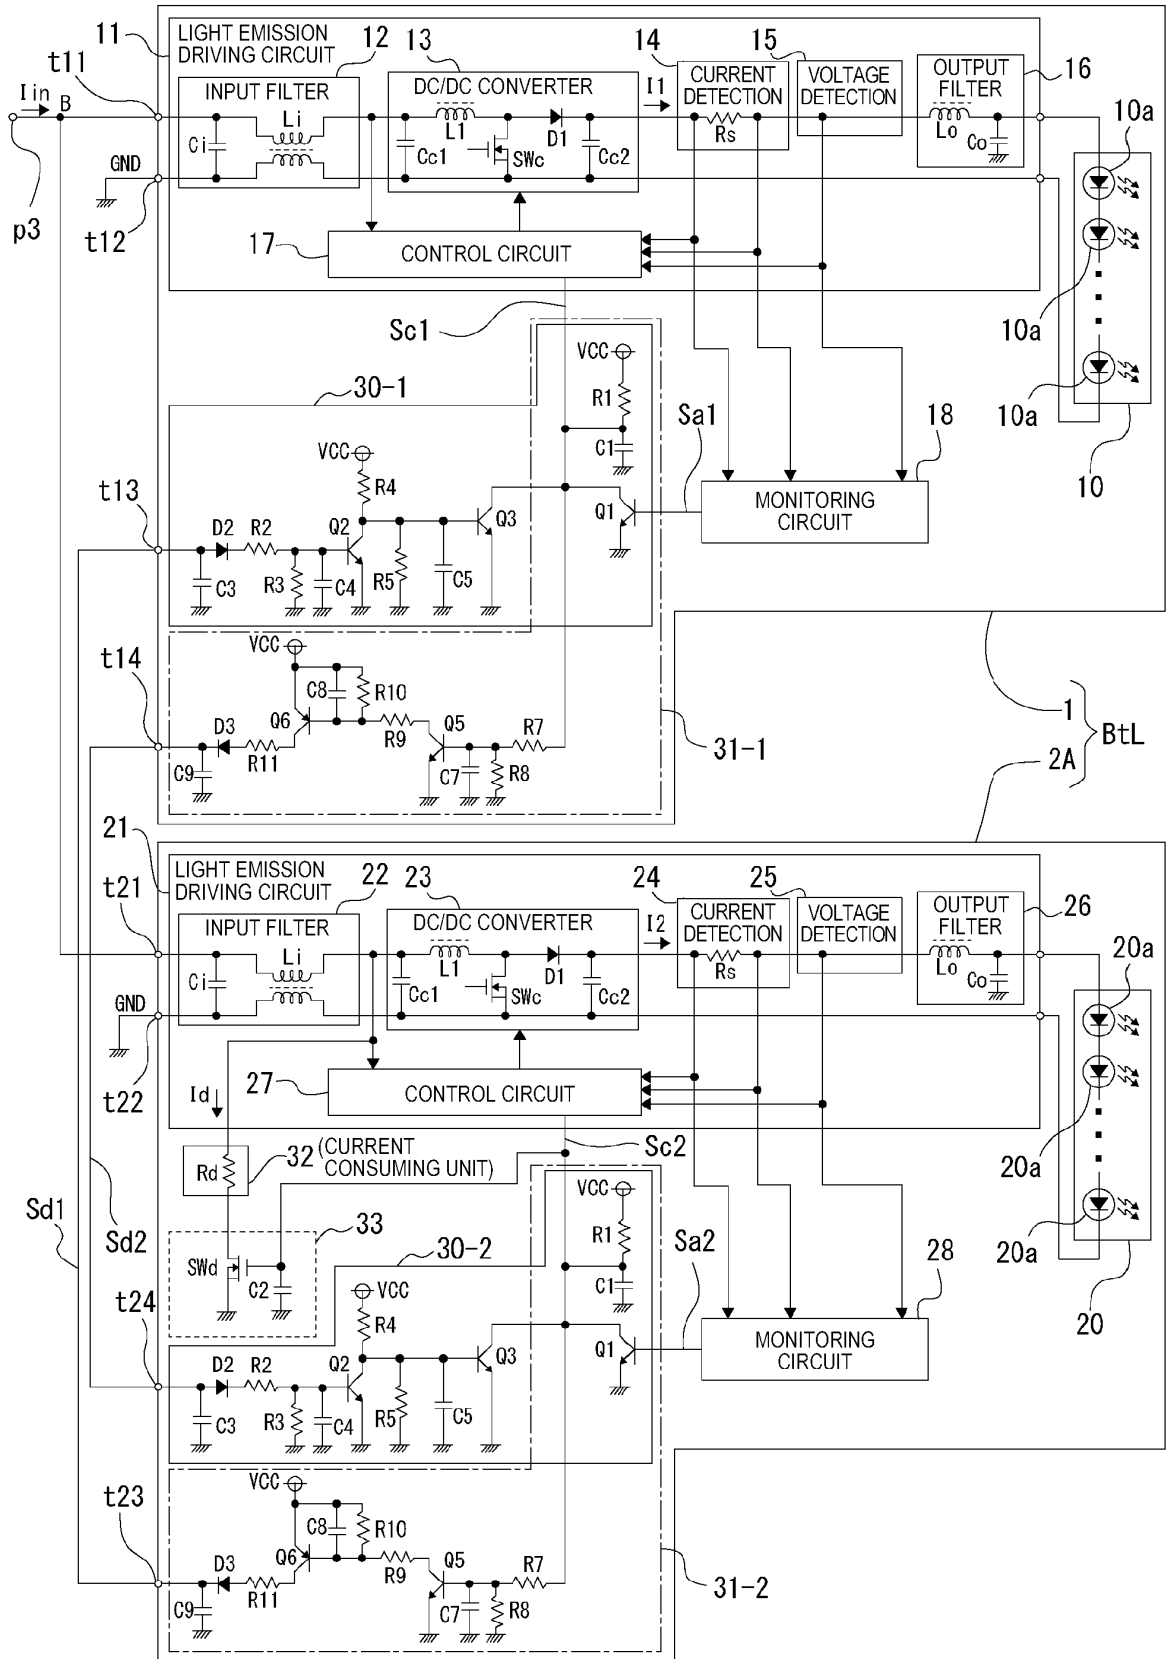 11
LIGHT EMISSION
DRIVING CIRCUIT
12
13
14
15
16
t11
Iin
B
INPUT FILTER
DC/DC CONVERTER
I1
CURRENT
DETECTION
VOLTAGE
DETECTION
OUTPUT
FILTER
Li
L1
D1
Rs
Lo
10a
Ci
Cc1
SWc
Cc2
Co
GND
p3
t12
17
CONTROL CIRCUIT
10a
Sc1
VCC
R1
C1
10a
30-1
Sa1
18
10
VCC
R4
t13
D2
R2
Q2
Q3
Q1
MONITORING
CIRCUIT
C3
R3
C4
R5
C5
t14
VCC
C8
R10
D3
Q6
Q5
R7
R11
R9
C9
C7
R8
31-1
1
2A
BtL
21
LIGHT EMISSION
DRIVING CIRCUIT
22
23
24
25
26
t21
INPUT FILTER
DC/DC CONVERTER
I2
CURRENT
DETECTION
VOLTAGE
DETECTION
OUTPUT
FILTER
Li
L1
D1
Rs
Lo
20a
Ci
Cc1
SWc
Cc2
Co
GND
t22
27
CONTROL CIRCUIT
20a
Id
Sc2
Rd
32
(CURRENT
CONSUMING UNIT)
VCC
R1
C1
20a
Sd1
Sd2
33
30-2
Sa2
28
20
SWd
C2
VCC
R4
t24
D2
R2
Q2
Q3
Q1
MONITORING
CIRCUIT
C3
R3
C4
R5
C5
t23
VCC
C8
R10
D3
Q6
Q5
R7
R11
R9
C9
C7
R8
31-2